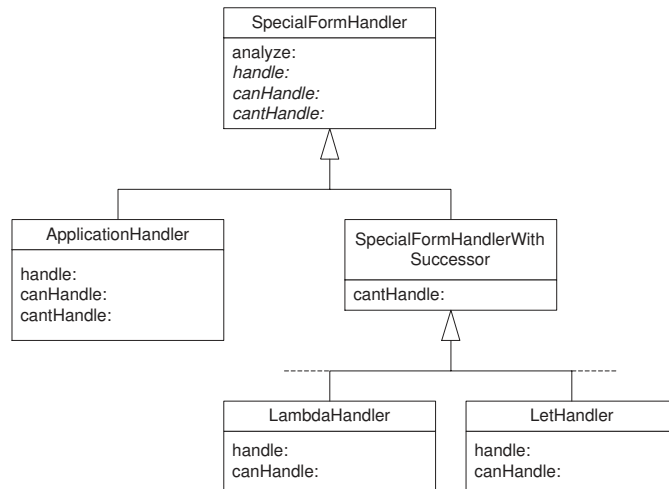 SpecialFormHandler
analyze:
handle:
canHandle:
cantHandle:
ApplicationHandler
handle:
canHandle:
cantHandle:
SpecialFormHandlerWith
Successor
cantHandle:
LambdaHandler
handle:
canHandle:
LetHandler
handle:
canHandle: